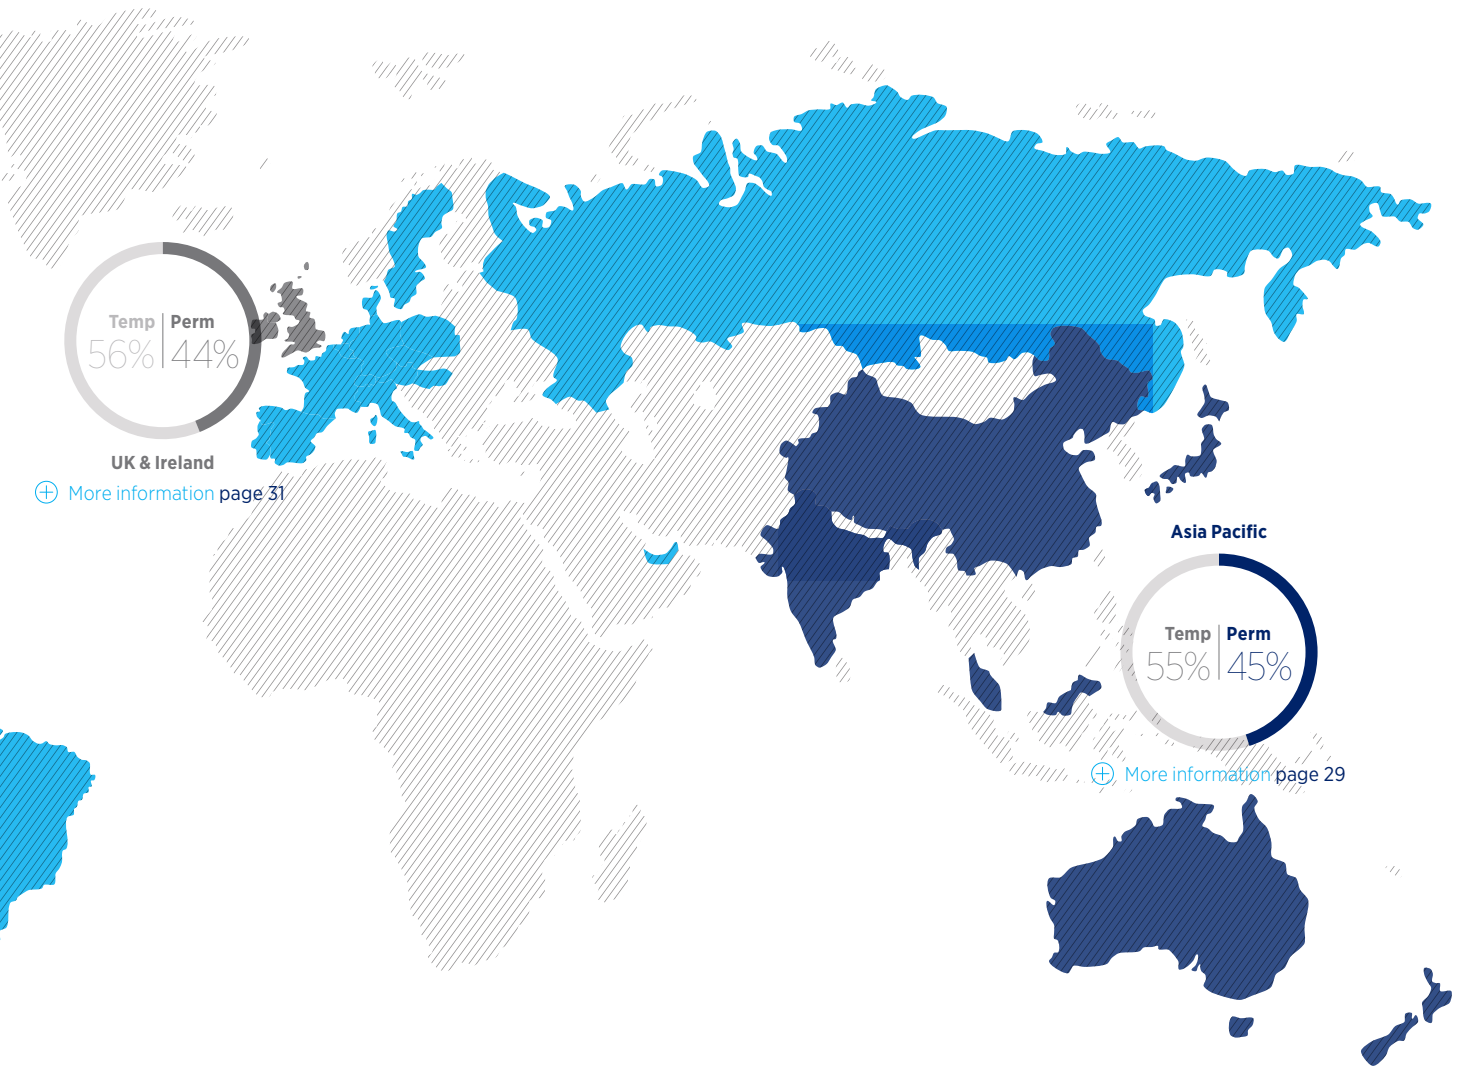 Temp Perm
56% 44%
UK & Ireland
More information page 31
Asia Pacific
Temp Perm
55% 45%
More information page 29